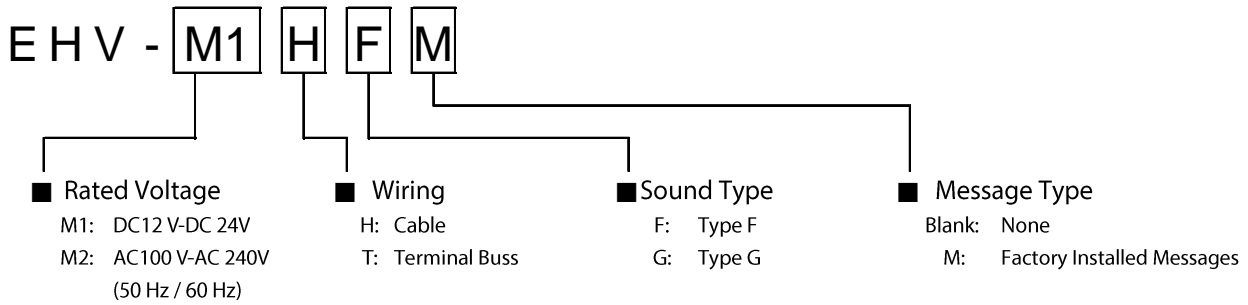 EHV-M1HFM
■ Rated Voltage
M1: DC12 V-DC 24V
M2: AC100 V-AC 240V
(50 Hz / 60 Hz)
■ Wiring
H: Cable
T: Terminal Buss
■ Sound Type
F: Type F
G: Type G
■ Message Type
Blank: None
M: Factory Installed Messages